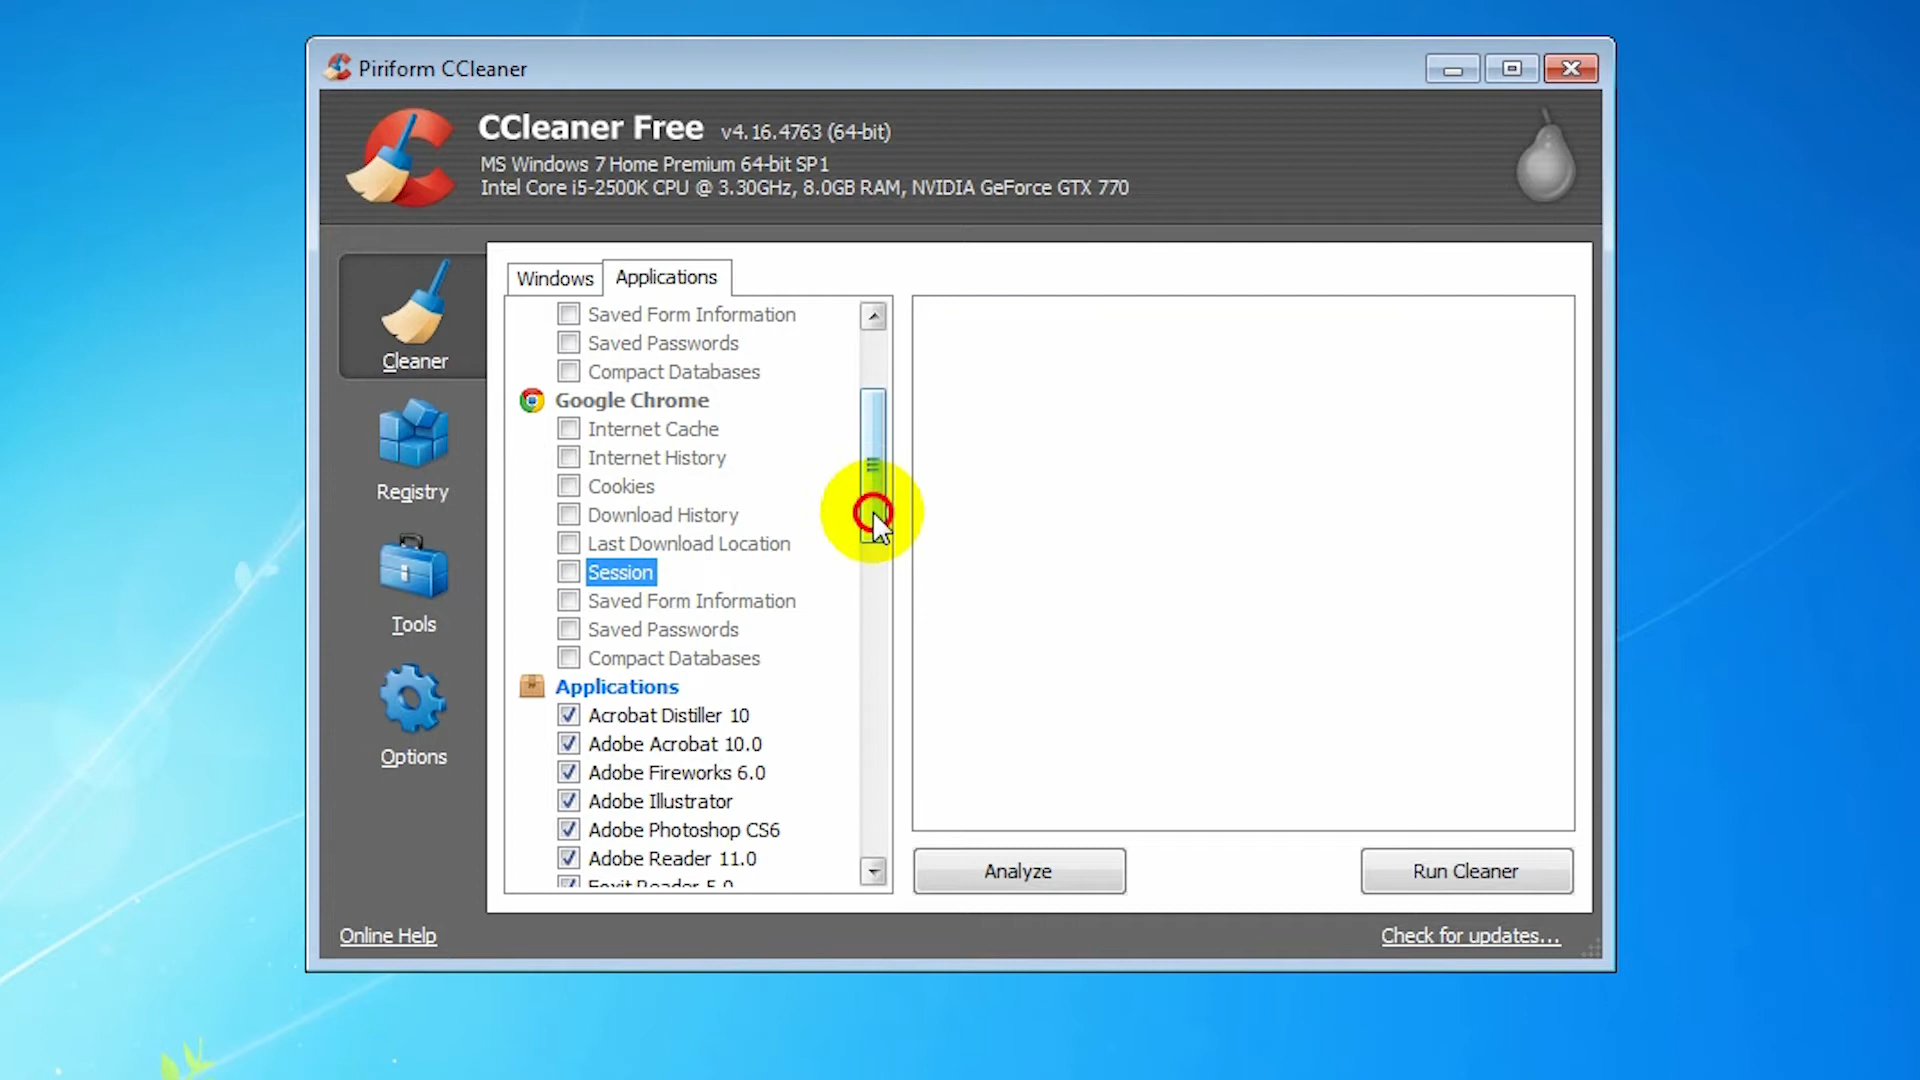 Piriform CCleaner
CCleaner Free v4.16.4763 (64-bit)
MS Windows 7 Home Premium 64-bit SP1
Intel Core i5-2500K CPU @ 3.30GHz, 8.0GB RAM, NVIDIA GeForce GTX 770
Cleaner
Registry
Tools
Options
Windows
Applications
Saved Form Information
Saved Passwords
Compact Databases
Google Chrome
Internet Cache
Internet History
Cookies
Download History
Last Download Location
Session
Saved Form Information
Saved Passwords
Compact Databases
Applications
Acrobat Distiller 10
Adobe Acrobat 10.0
Adobe Fireworks 6.0
Adobe Illustrator
Adobe Photoshop CS6
Adobe Reader 11.0
Foxit Reader 5.0
Analyze
Run Cleaner
Online Help
Check for updates...